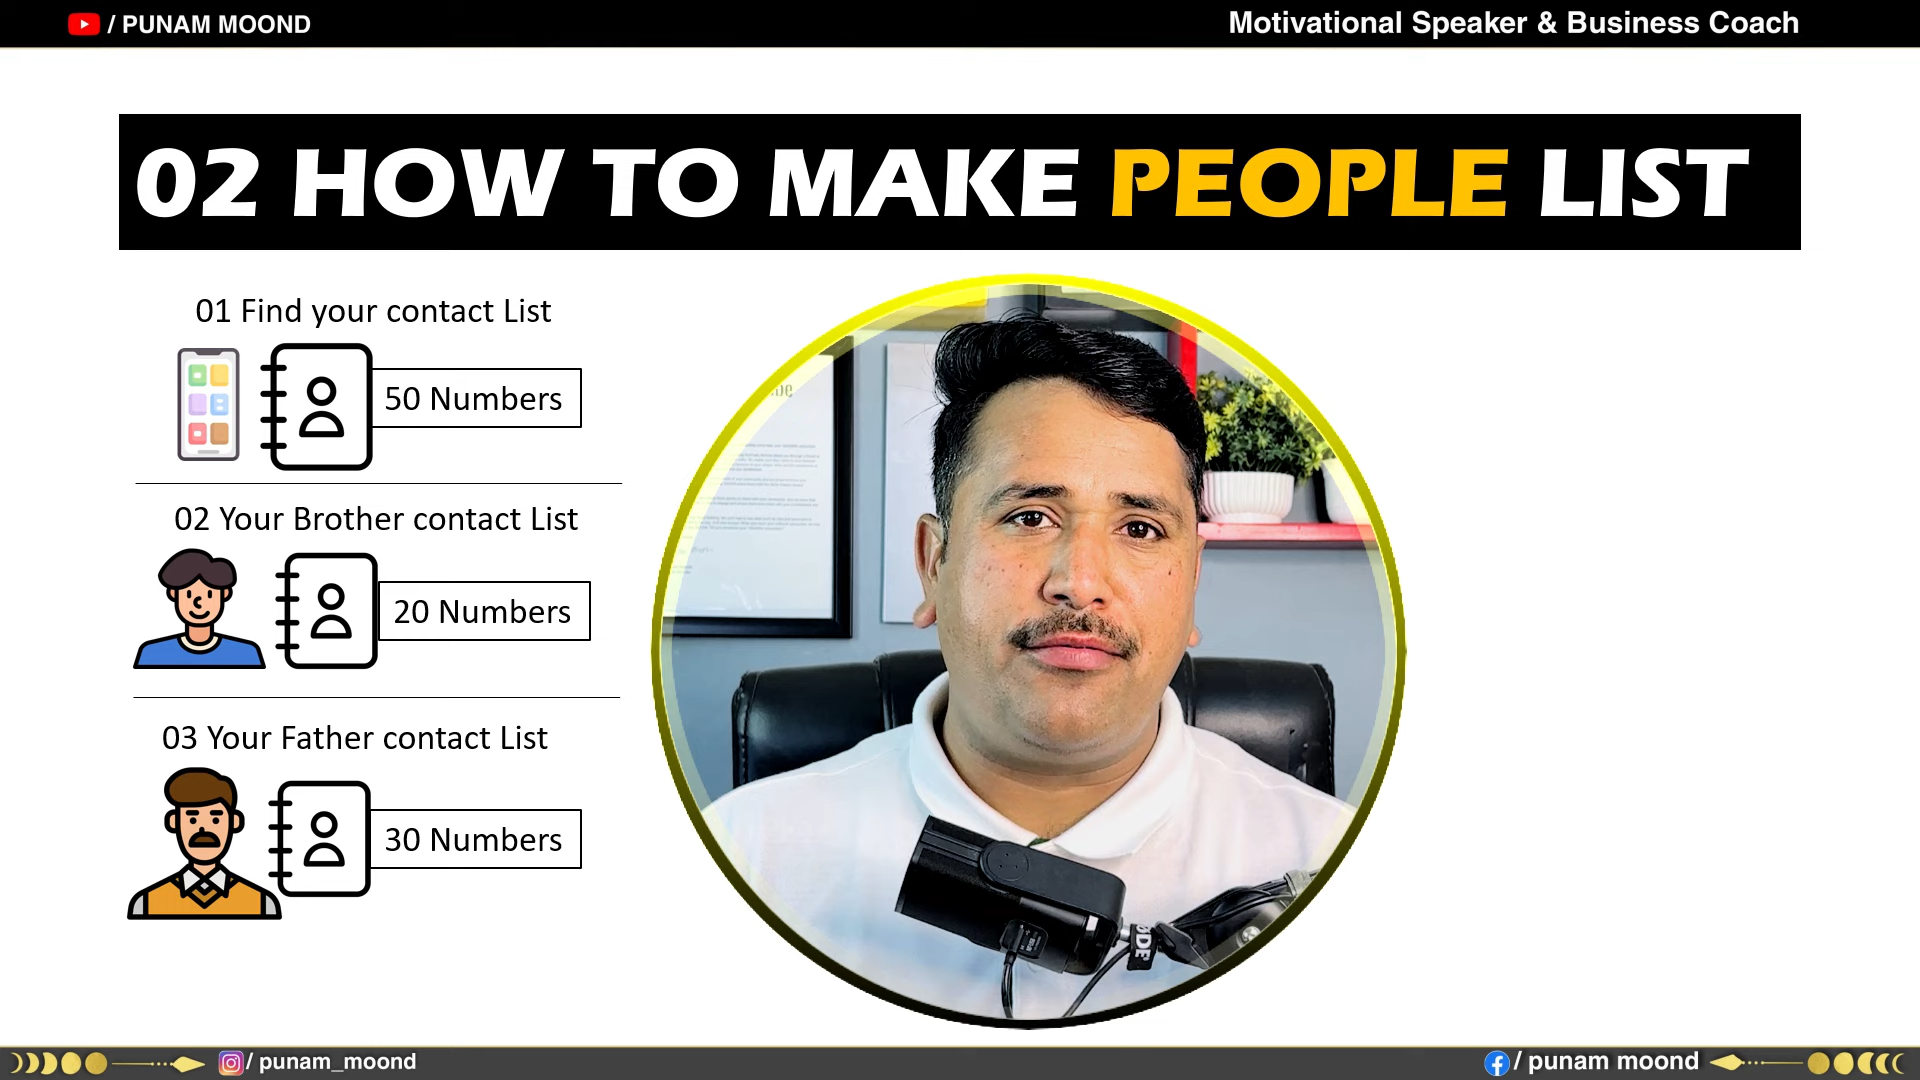 / PUNAM MOOND
Motivational Speaker & Business Coach
02 HOW TO MAKE PEOPLE LIST
01 Find your contact List
50 Numbers
02 Your Brother contact List
20 Numbers
03 Your Father contact List
30 Numbers
/ punam_moond
/ punam moond